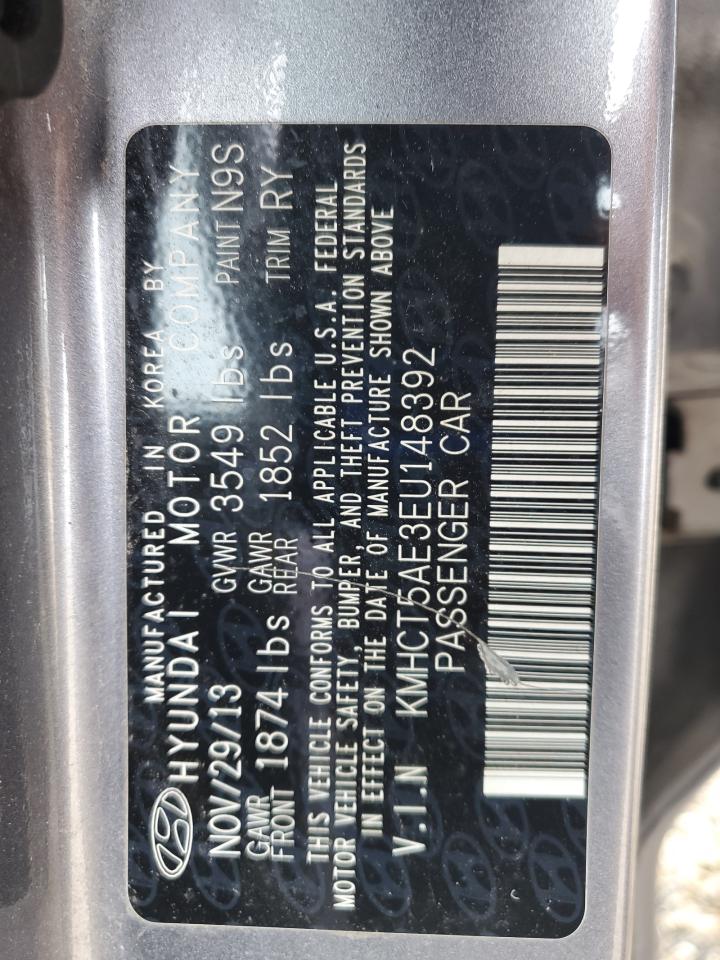 MANUFACTURED IN KOREA BY
HYUNDAI MOTOR COMPANY
NOV/29/13 GVWR 3549 lbs PAINT N9S
GAWR FRONT 1874 lbs GAWR REAR 1852 lbs TRIM RY
THIS VEHICLE CONFORMS TO ALL APPLICABLE U.S.A. FEDERAL
MOTOR VEHICLE SAFETY, BUMPER, AND THEFT PREVENTION STANDARDS
IN EFFECT ON THE DATE OF MANUFACTURE SHOWN ABOVE
V.I.N KMHCT5AE3EU148392
PASSENGER CAR